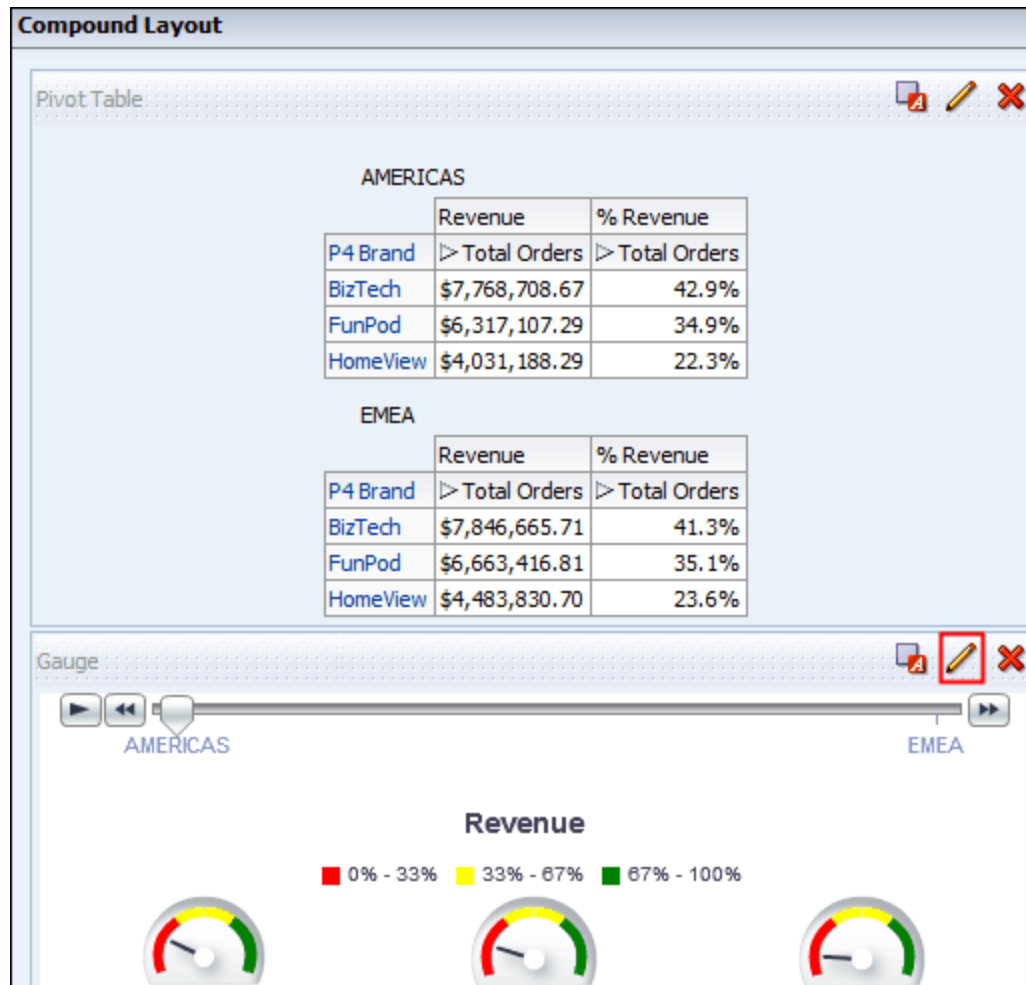 Compound Layout
Pivot Table
AMERICAS
Revenue % Revenue
P4 Brand Total Orders Total Orders
BizTech $7,768,708.67 42.9%
FunPod $6,317,107.29 34.9%
HomeView $4,031,188.29 22.3%
EMEA
Revenue % Revenue
P4 Brand Total Orders Total Orders
BizTech $7,846,665.71 41.3%
FunPod $6,663,416.81 35.1%
HomeView $4,483,830.70 23.6%
Gauge
AMERICAS EMEA
Revenue
0% - 33% 33% - 67% 67% - 100%